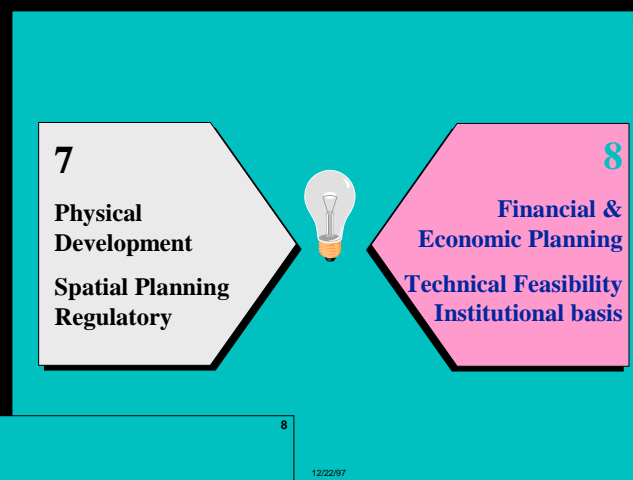 7
Physical
Development
Spatial Planning
Regulatory
8
Financial &
Economic Planning
Technical Feasibility
Institutional basis
8
12/22/97